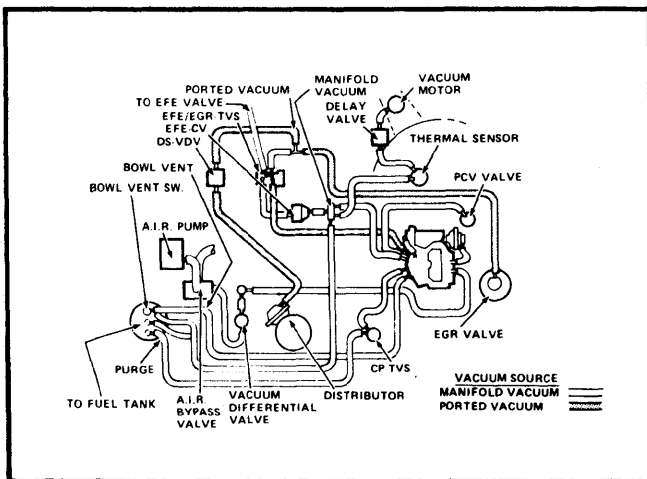 PORTED VACUUM
TO EFE VALVE
EFE/EGR-TVS
EFE-CV
DS-VDV
BOWL VENT
BOWL VENT SW.
A.I.R. PUMP
MANIFOLD
VACUUM
DELAY
VALVE
VACUUM
MOTOR
THERMAL SENSOR
PCV VALVE
EGR VALVE
PURGE
TO FUEL TANK
A.I.R.
BYPASS
VALVE
VACUUM
DIFFERENTIAL
VALVE
DISTRIBUTOR
CP TVS
VACUUM SOURCE
MANIFOLD VACUUM
PORTED VACUUM